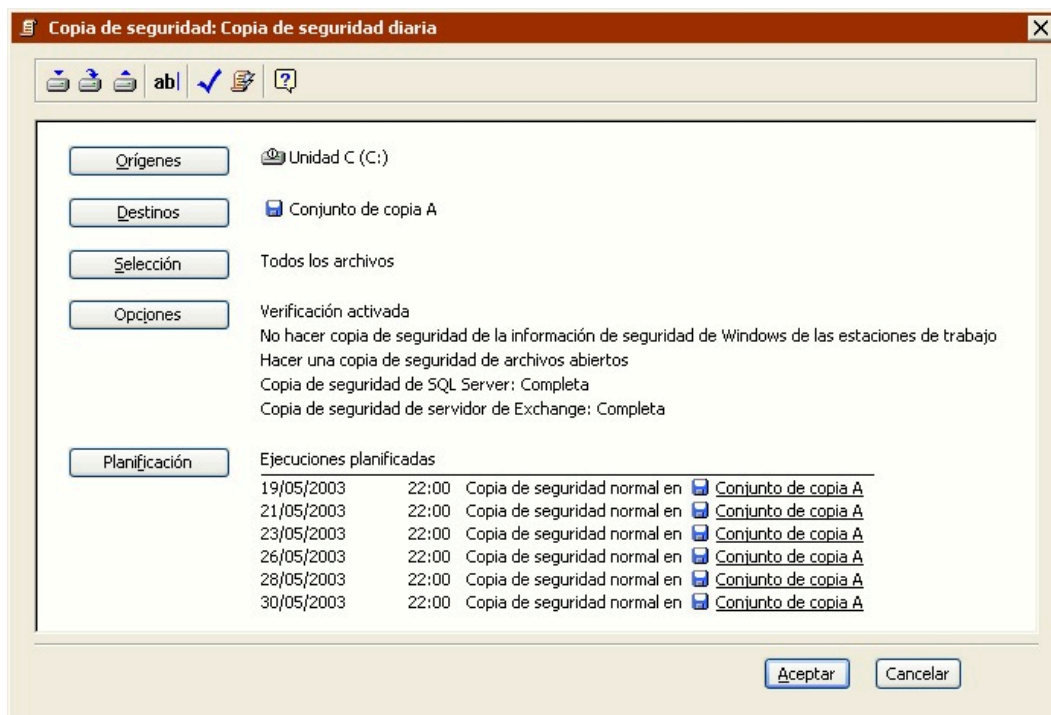 Copia de seguridad: Copia de seguridad diaria
ab|
Orígenes Unidad C (C:)
Destinos Conjunto de copia A
Selección Todos los archivos
Opciones Verificación activada
No hacer copia de seguridad de la información de seguridad de Windows de las estaciones de trabajo
Hacer una copia de seguridad de archivos abiertos
Copia de seguridad de SQL Server: Completa
Copia de seguridad de servidor de Exchange: Completa
Planificación Ejecuciones planificadas
19/05/2003 22:00 Copia de seguridad normal en Conjunto de copia A
21/05/2003 22:00 Copia de seguridad normal en Conjunto de copia A
23/05/2003 22:00 Copia de seguridad normal en Conjunto de copia A
26/05/2003 22:00 Copia de seguridad normal en Conjunto de copia A
28/05/2003 22:00 Copia de seguridad normal en Conjunto de copia A
30/05/2003 22:00 Copia de seguridad normal en Conjunto de copia A
Aceptar Cancelar